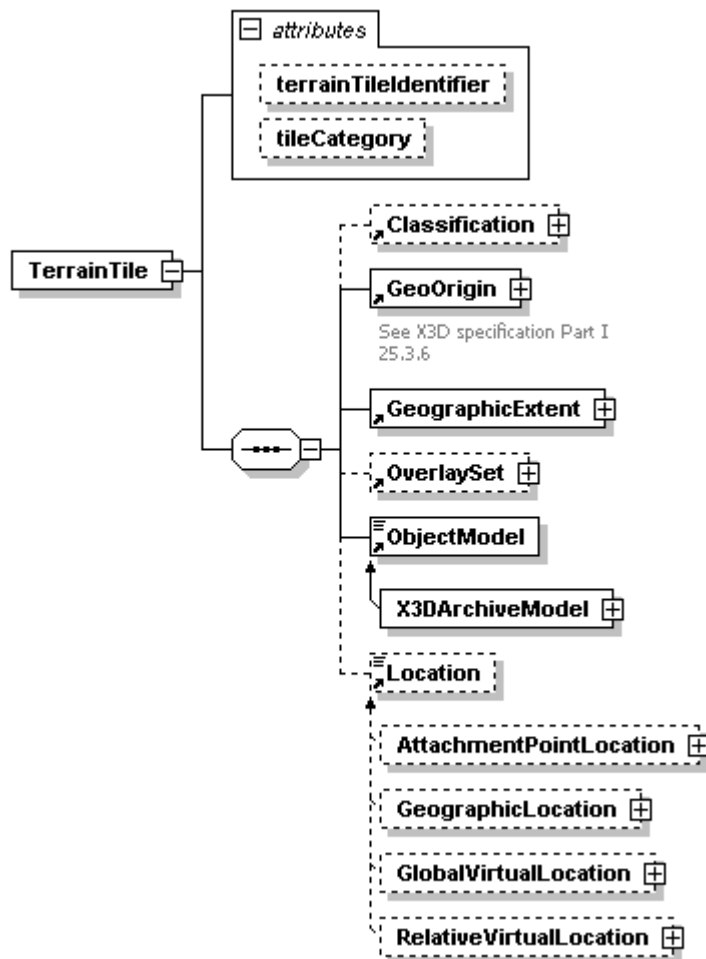 attributes
terrainTileIdentifier
tileCategory
TerrainTile
Classification
GeoOrigin
See X3D specification Part I
25.3.6
GeographicExtent
OverlaySet
ObjectModel
X3DArchiveModel
Location
AttachmentPointLocation
GeographicLocation
GlobalVirtualLocation
RelativeVirtualLocation